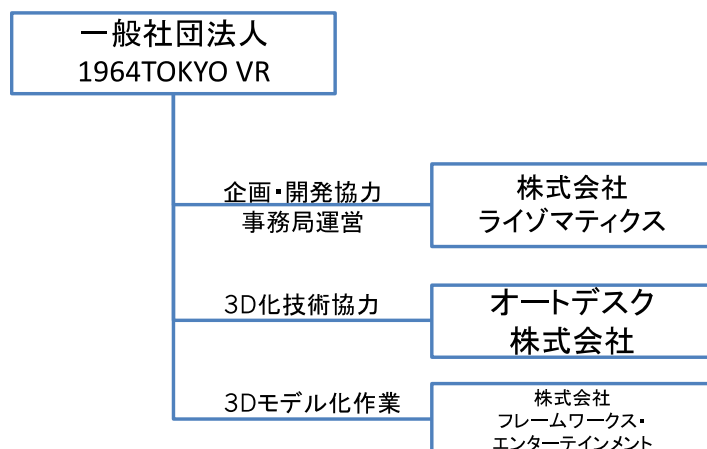 一般社団法人
1964TOKYO VR
企画・開発協力
事務局運営
株式会社
ライゾマティクス
3D化技術協力
オートデスク
株式会社
3Dモデル化作業
株式会社
フレームワークス・
エンターテインメント